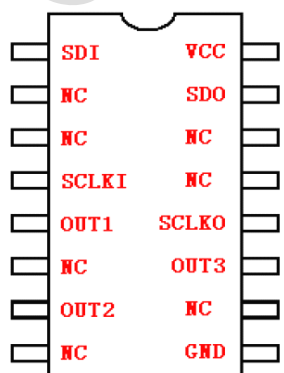 SDI VCC
NC SDO
NC NC
SCLKI NC
OUT1 SCLKO
NC OUT3
OUT2 NC
NC GND